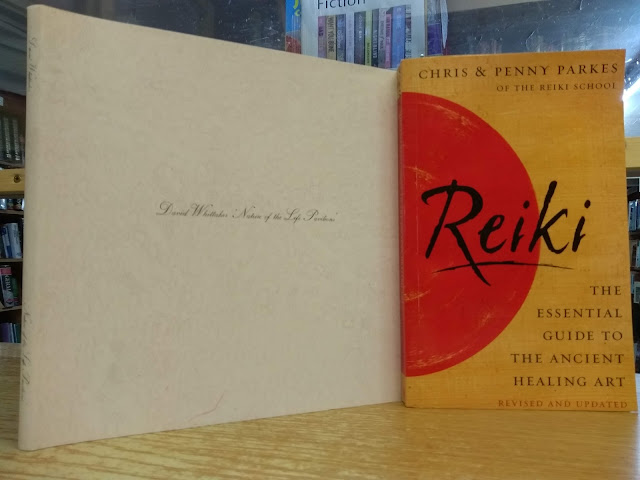 Fiction
David Whittaker 'Nature of the Life Pavilions'
CHRIS & PENNY PARKES
OF THE REIKI SCHOOL
Reiki
THE
ESSENTIAL
GUIDE TO
THE ANCIENT
HEALING ART
REVISED AND UPDATED